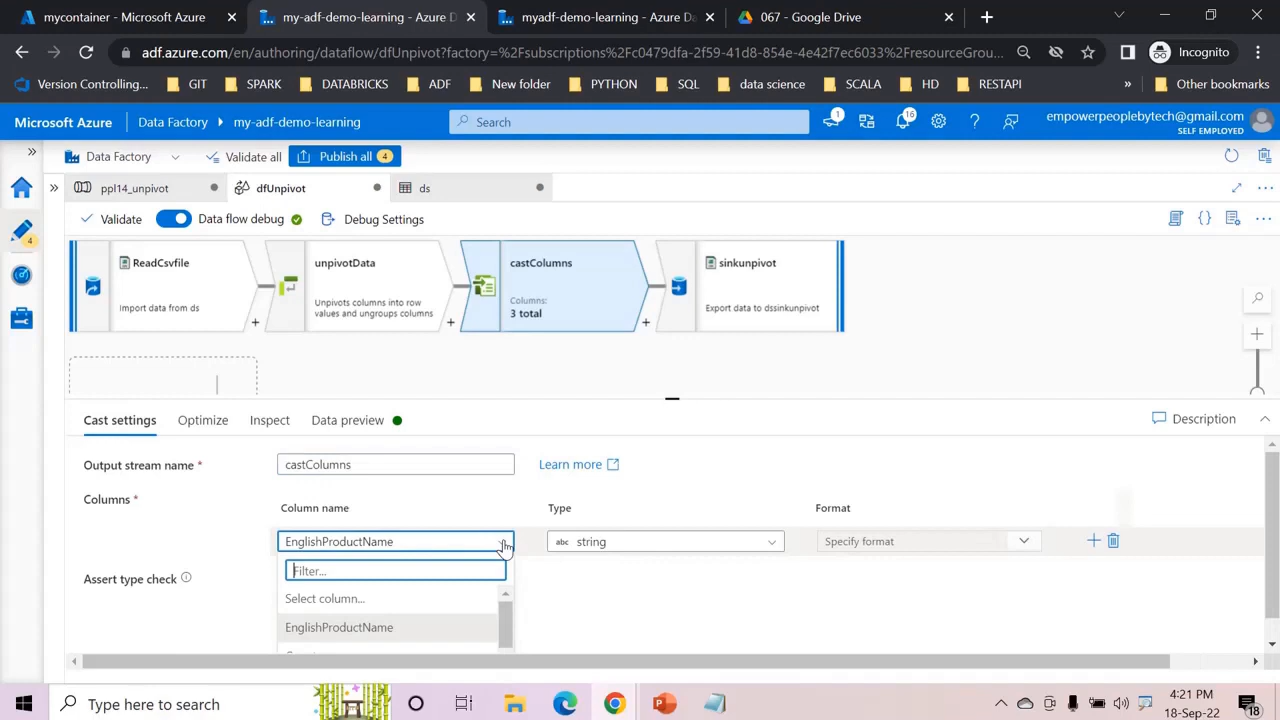 mycontainer - Microsoft Azure
my-adf-demo-learning - Azure D
myadf-demo-learning - Azure Da
067 - Google Drive
adf.azure.com/en/authoring/dataflow/dfUnpivot?factory=%2Fsubscriptions%2Fc0479dfa-2f59-41d8-854e-4e42f7ec6033%2FresourceGrou...
Incognito
Version Controlling...
GIT
SPARK
DATABRICKS
ADF
New folder
PYTHON
SQL
data science
SCALA
HD
RESTAPI
»
Other bookmarks
Microsoft Azure
Data Factory
my-adf-demo-learning
Search
1
16
empowerpeoplebytech@gmail.com
SELF EMPLOYED
Data Factory
Validate all
Publish all 4
ppl14_unpivot
dfUnpivot
ds
4
Validate
Data flow debug
Debug Settings
ReadCsvfile
Import data from ds
unpivotData
Unpivots columns into row
values and ungroups columns
castColumns
Columns:
3 total
sinkunpivot
Export data to dssinkunpivot
Cast settings
Optimize
Inspect
Data preview
Description
Output stream name *
castColumns
Learn more
Columns *
Column name
Type
Format
EnglishProductName
abc string
Specify format
Filter...
Assert type check
Select column...
EnglishProductName
Type here to search
4:21 PM
18-Sep-22
18